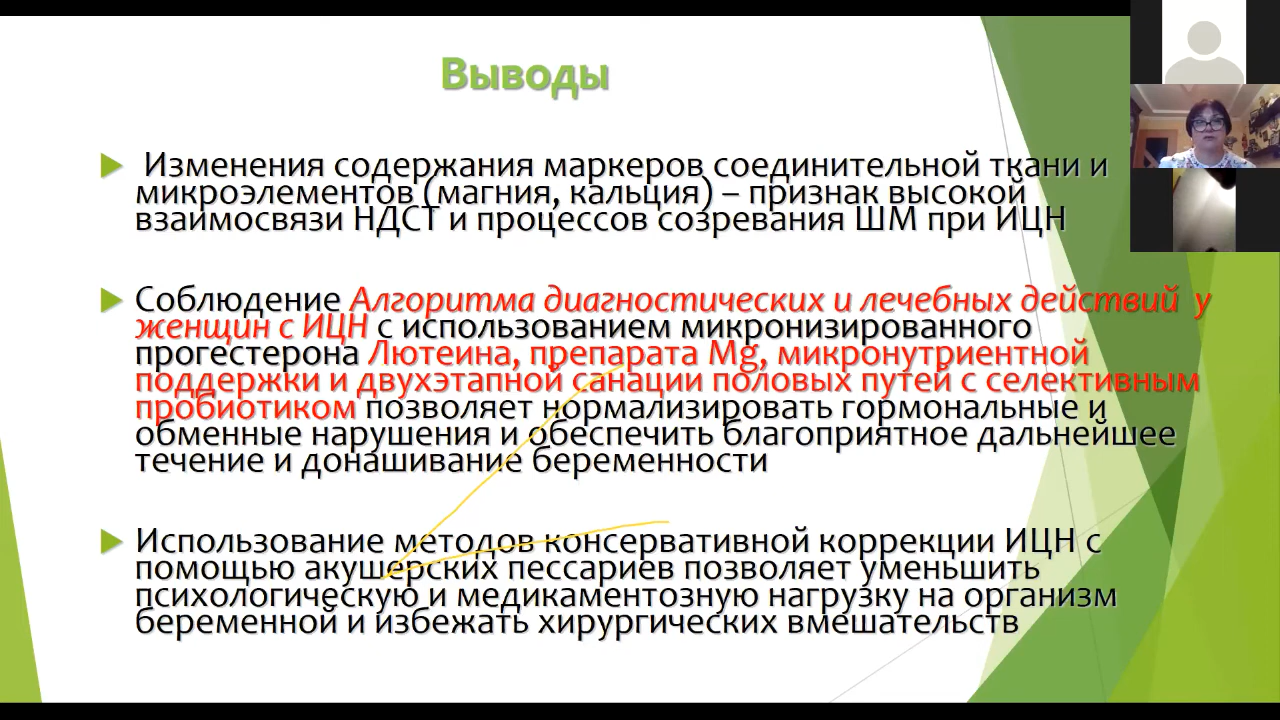 Выводы
Изменения содержания маркеров соединительной ткани и
микроэлементов (магния, кальция) – признак высокой
взаимосвязи НДСТ и процессов созревания ШМ при ИЦН
Соблюдение Алгоритма диагностических и лечебных действий у
женщин с ИЦН с использованием микронизированного
прогестерона Лютеина, препарата Mg, микронутриентной
поддержки и двухэтапной санации половых путей с селективным
пробиотиком позволяет нормализировать гормональные и
обменные нарушения и обеспечить благоприятное дальнейшее
течение и донашивание беременности
Использование методов консервативной коррекции ИЦН с
помощью акушерских пессариев позволяет уменьшить
психологическую и медикаментозную нагрузку на организм
беременной и избежать хирургических вмешательств